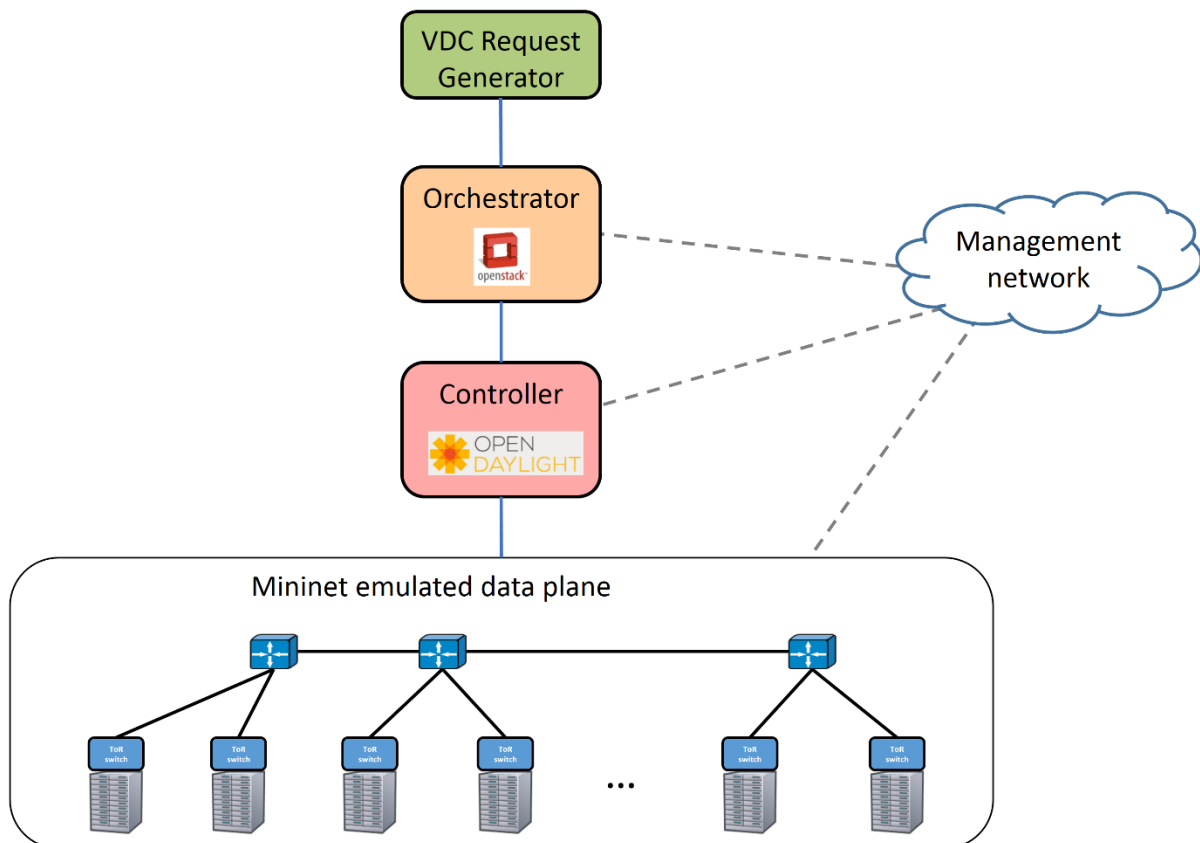 VDC Request
Generator
Orchestrator
openstack
Management
network
Controller
OPEN
DAYLIGHT
Mininet emulated data plane
ToR
switch
ToR
switch
ToR
switch
ToR
switch
...
ToR
switch
ToR
switch